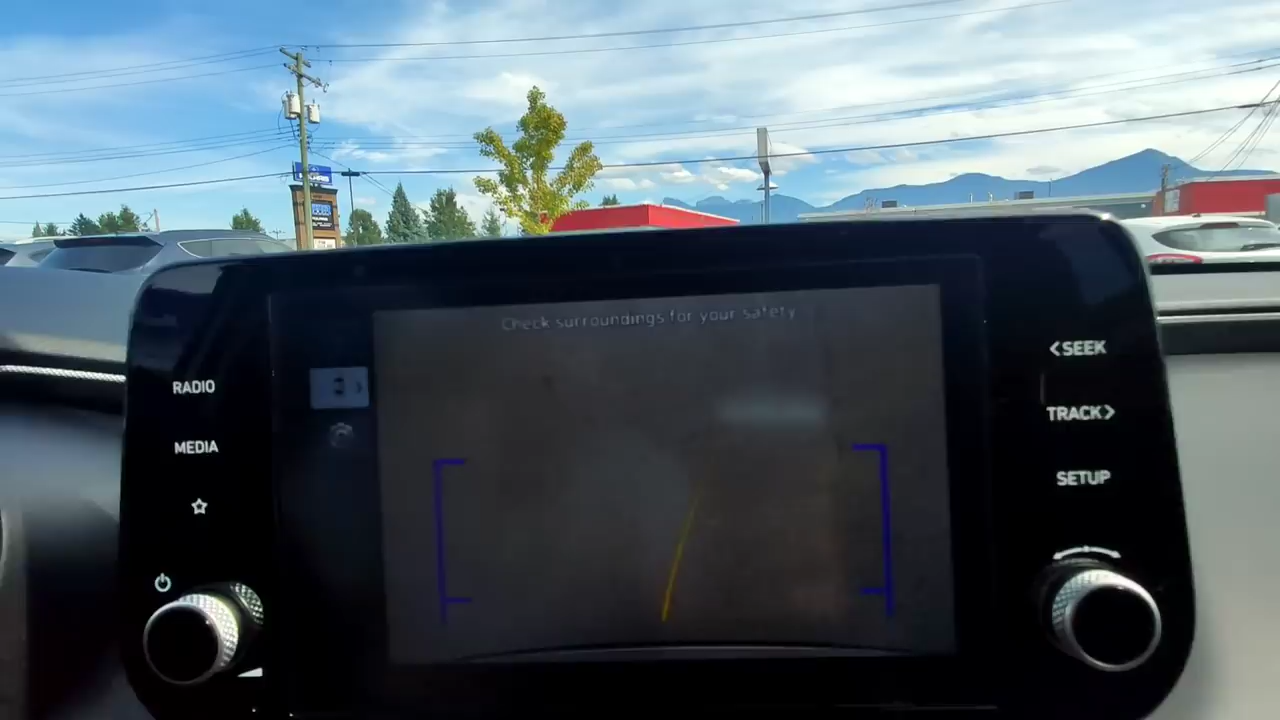 Check surroundings for your safety
RADIO
MEDIA
<SEEK
TRACK>
SETUP